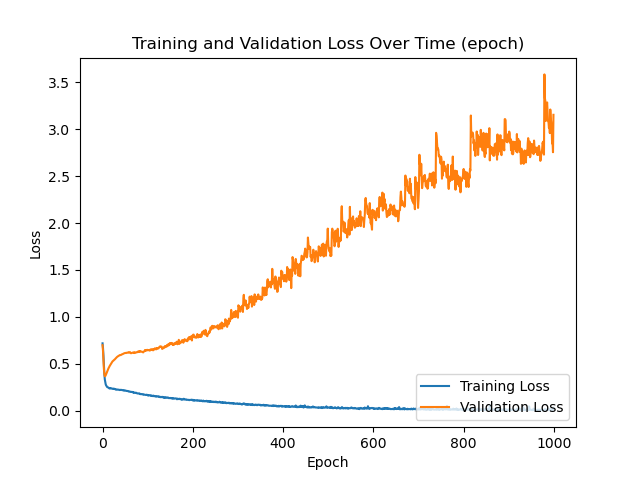 Training and Validation Loss Over Time (epoch)
3.5
3.0
2.5
2.0
1.5
1.0
0.5
0.0
Loss
Training Loss
Validation Loss
0 200 400 600 800 1000
Epoch